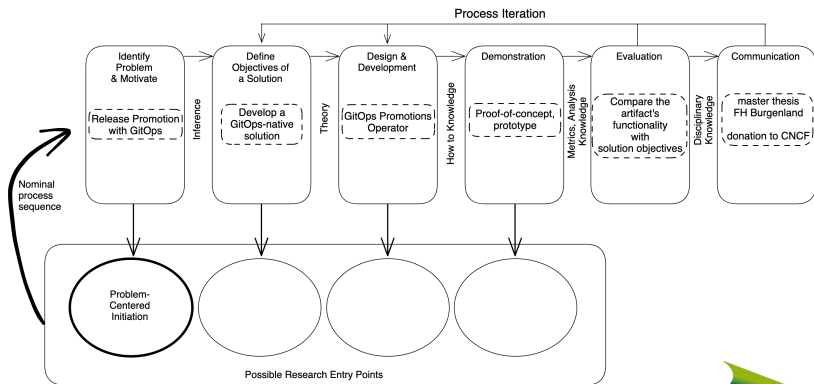 Process Iteration
Identify
Problem
& Motivate
Release Promotion
with GitOps
Inference
Define
Objectives of
a Solution
Develop a
GitOps-native
solution
Theory
Design &
Development
GitOps Promotions
Operator
How to Knowledge
Demonstration
Proof-of-concept,
prototype
Metrics, Analysis
Knowledge
Evaluation
Compare the
artifact's
functionality
with
solution objectives
Disciplinary
Knowledge
Communication
master thesis
FH Burgenland
donation to CNCF
Nominal
process
sequence
Problem-
Centered
Initiation
Possible Research Entry Points